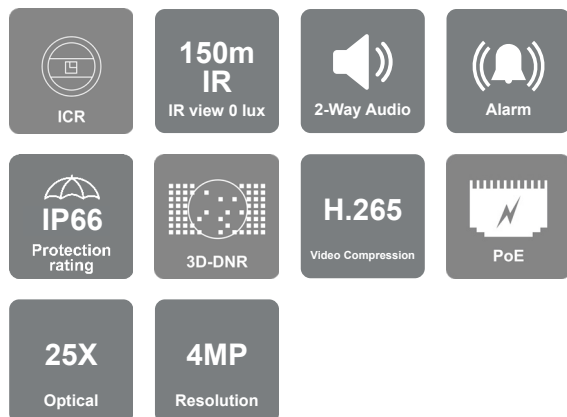 ICR
150m
IR
IR view 0 lux
2-Way Audio
Alarm
IP66
Protection
rating
3D-DNR
H.265
Video Compression
PoE
25X
Optical
4MP
Resolution